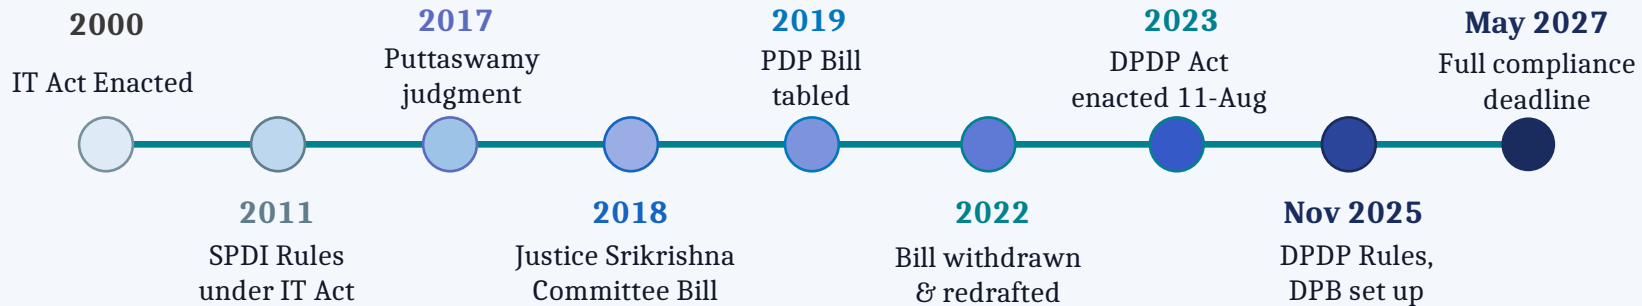 2000
IT Act Enacted
2011
SPDI Rules
under IT Act
2017
Puttaswamy
judgment
2018
Justice Srikrishna
Committee Bill
2019
PDP Bill
tabled
2022
Bill withdrawn
& redrafted
2023
DPDP Act
enacted 11-Aug
Nov 2025
DPDP Rules,
DPB set up
May 2027
Full compliance
deadline